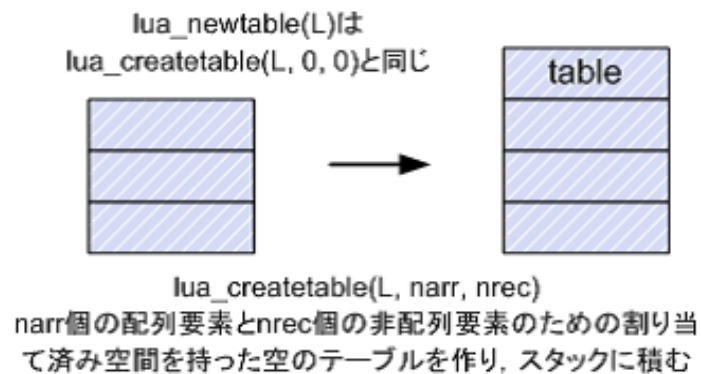 lua_newtable(L)は
lua_createtable(L, 0, 0)と同じ
table
lua_createtable(L, narr, nrec)
narr個の配列要素とnrec個の非配列要素のための割り当
て済み空間を持った空のテーブルを作り，スタックに積む